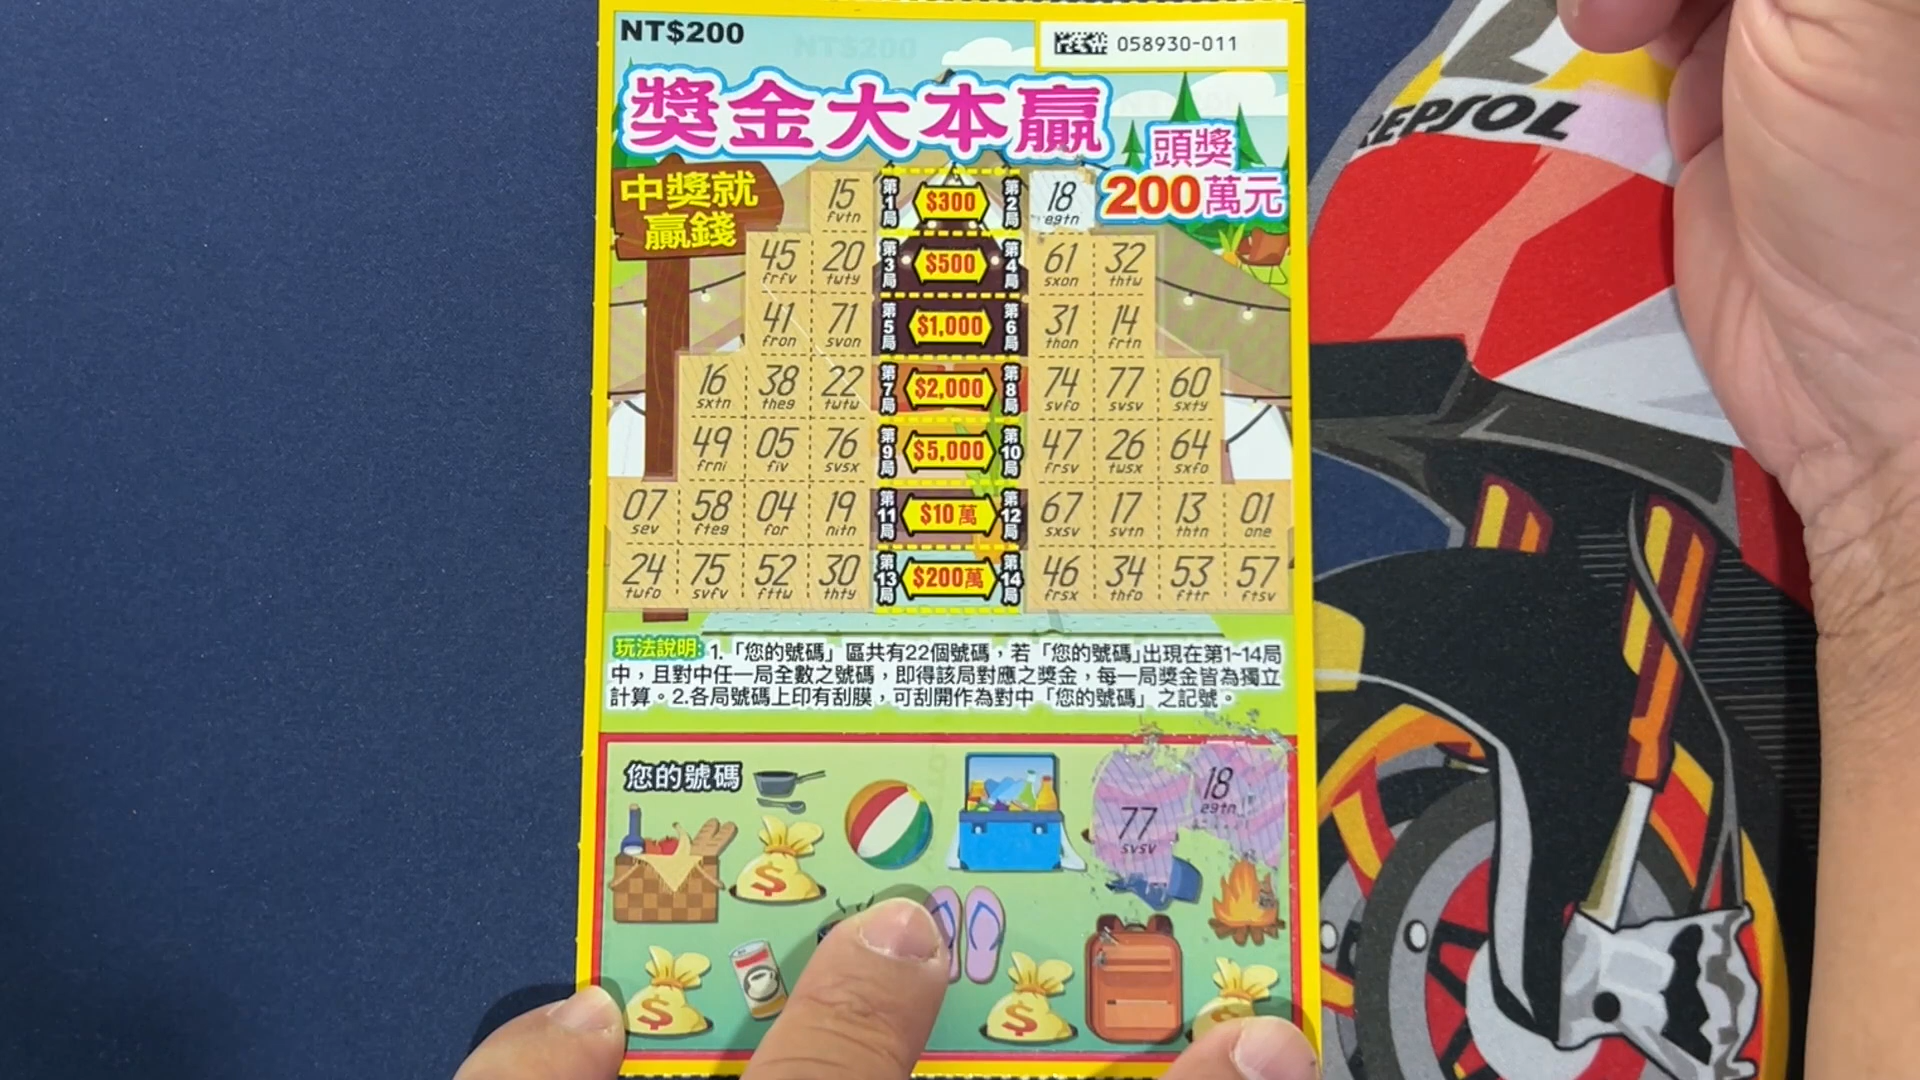 NT$200
058930-011
獎金大本贏
頭獎
200萬元
中獎就
贏錢
15 第1局 $300 第2局 18
fvtn egtn
45 20 第3局 $500 第4局 61 32
frfv twty sxon thtw
41 71 第5局 $1,000 第6局 31 14
fron svon thon frtn
16 38 22 第7局 $2,000 第8局 74 77 60
sxtn theg twtw svfo svsv sxty
49 05 76 第9局 $5,000 第10局 47 26 64
frni fiv svsx frsv twsx sxfo
07 58 04 19 第11局 $10萬 第12局 67 17 13 01
sev fteg for nitn sxsv svtn thtn one
24 75 52 30 第13局 $200萬 第14局 46 34 53 57
twfo svfv fttw thty frsx thfo fttr ftsv
玩法說明: 1.「您的號碼」區共有22個號碼，若「您的號碼」出現在第1~14局
中，且對中任一局全數之號碼，即得該局對應之獎金，每一局獎金皆為獨立
計算。2.各局號碼上印有刮膜，可刮開作為對中「您的號碼」之記號。
您的號碼
18
egtn
77
svsv
REPSOL